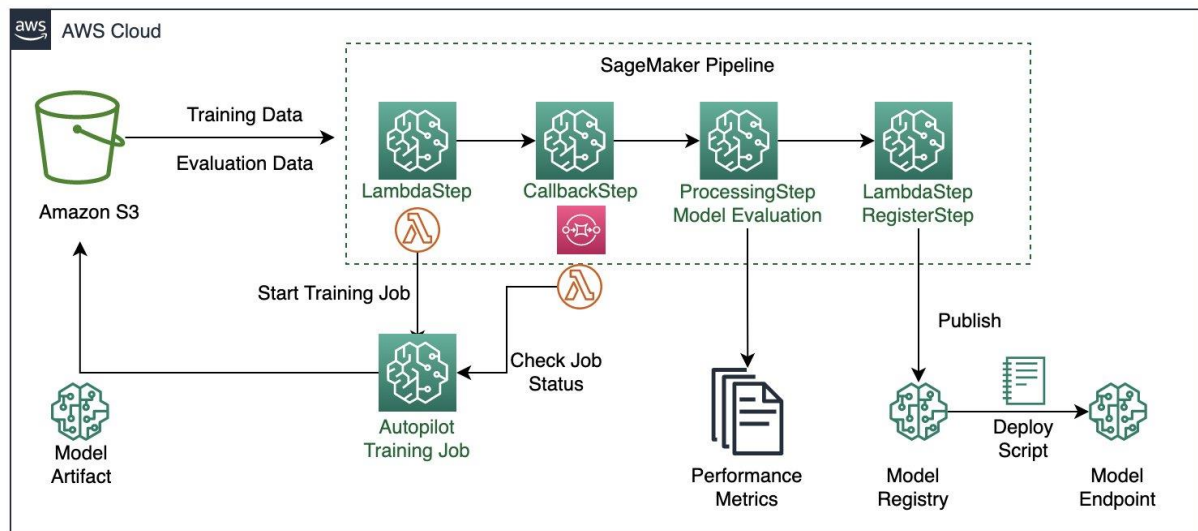 aws
AWS Cloud
SageMaker Pipeline
Training Data
Evaluation Data
Amazon S3
LambdaStep
CallbackStep
ProcessingStep
Model Evaluation
LambdaStep
RegisterStep
Start Training Job
Check Job
Status
Publish
Autopilot
Training Job
Model
Artifact
Performance
Metrics
Model
Registry
Deploy
Script
Model
Endpoint